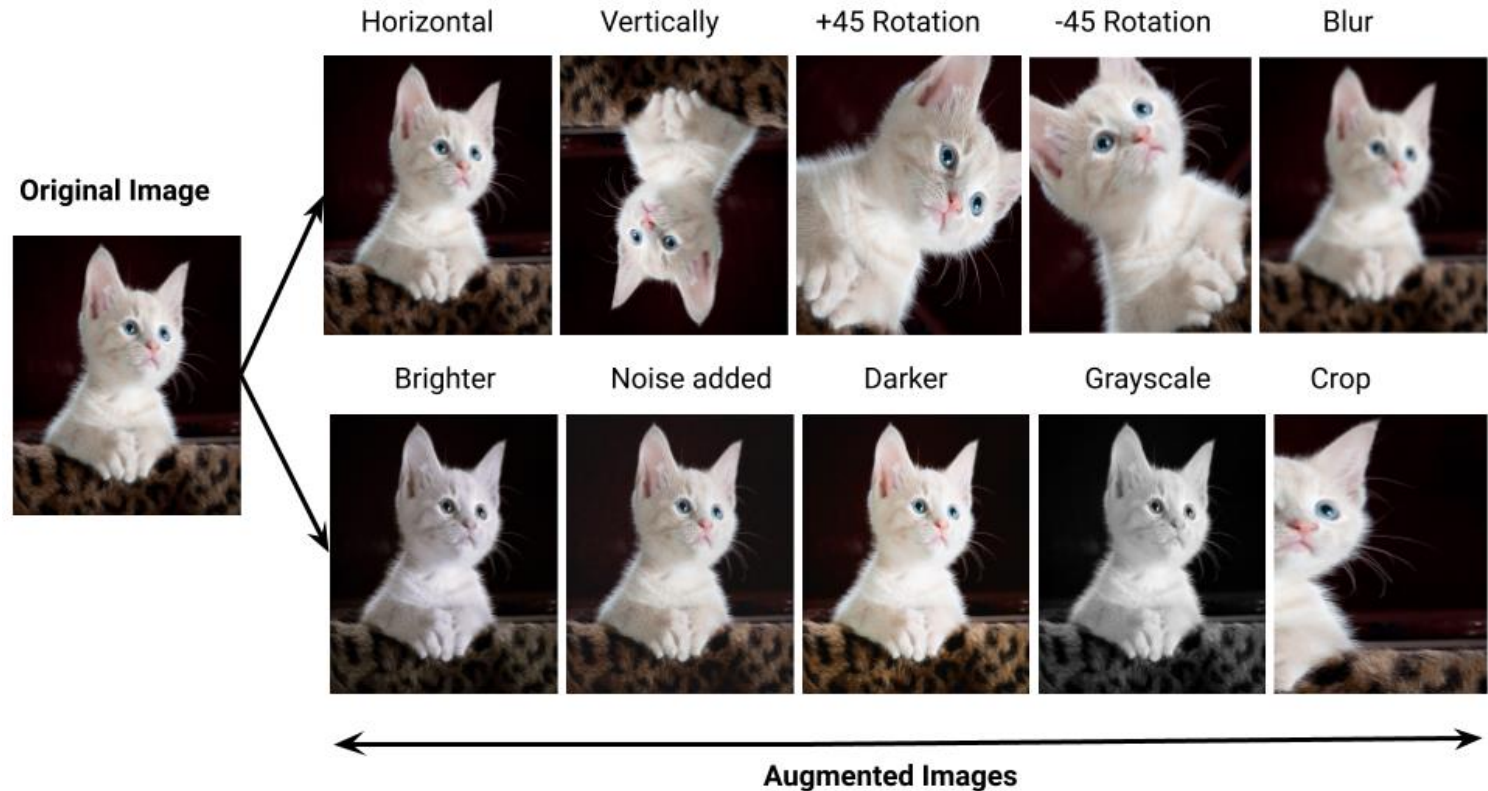 Horizontal
Vertically
+45 Rotation
-45 Rotation
Blur
Original Image
Brighter
Noise added
Darker
Grayscale
Crop
Augmented Images